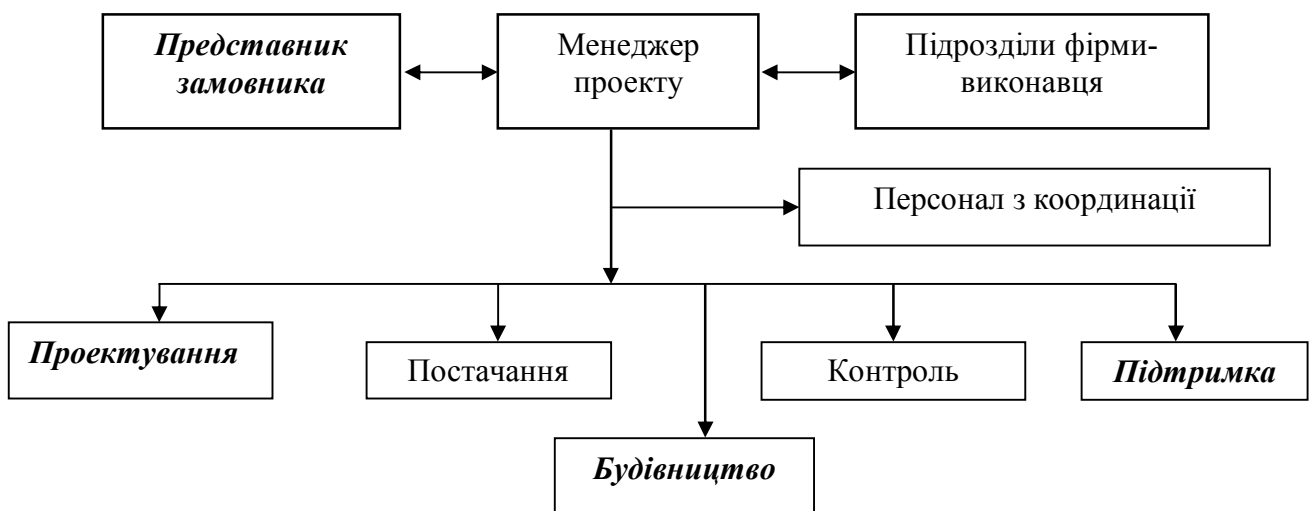 Представник
замовника
Менеджер
проекту
Підрозділи фірми-
виконавця
Персонал з координації
Проектування
Постачання
Контроль
Підтримка
Будівництво